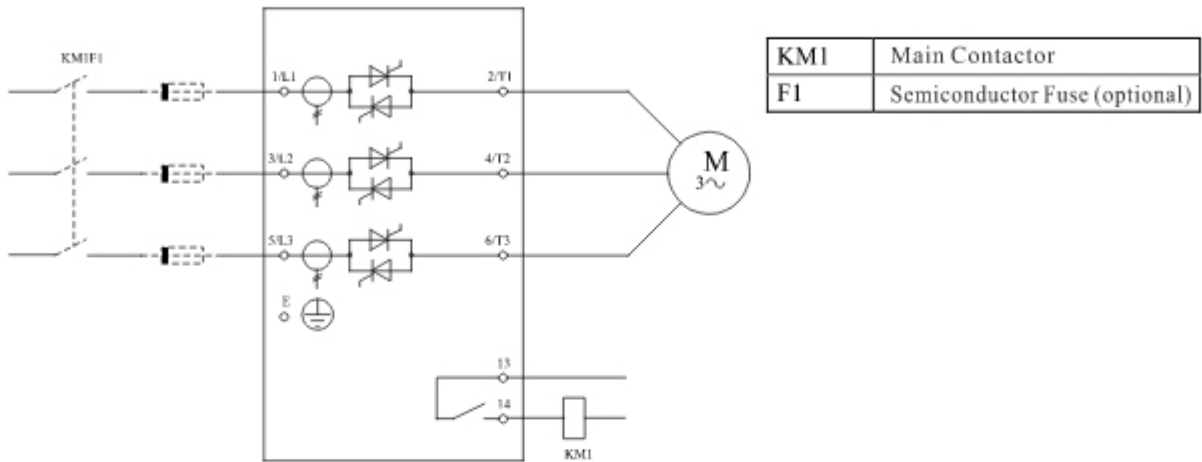 KM1F1
1/L1
2/T1
3/L2
4/T2
5/L3
6/T3
E
13
14
KM1
M
3~
KM1 Main Contactor
F1 Semiconductor Fuse (optional)